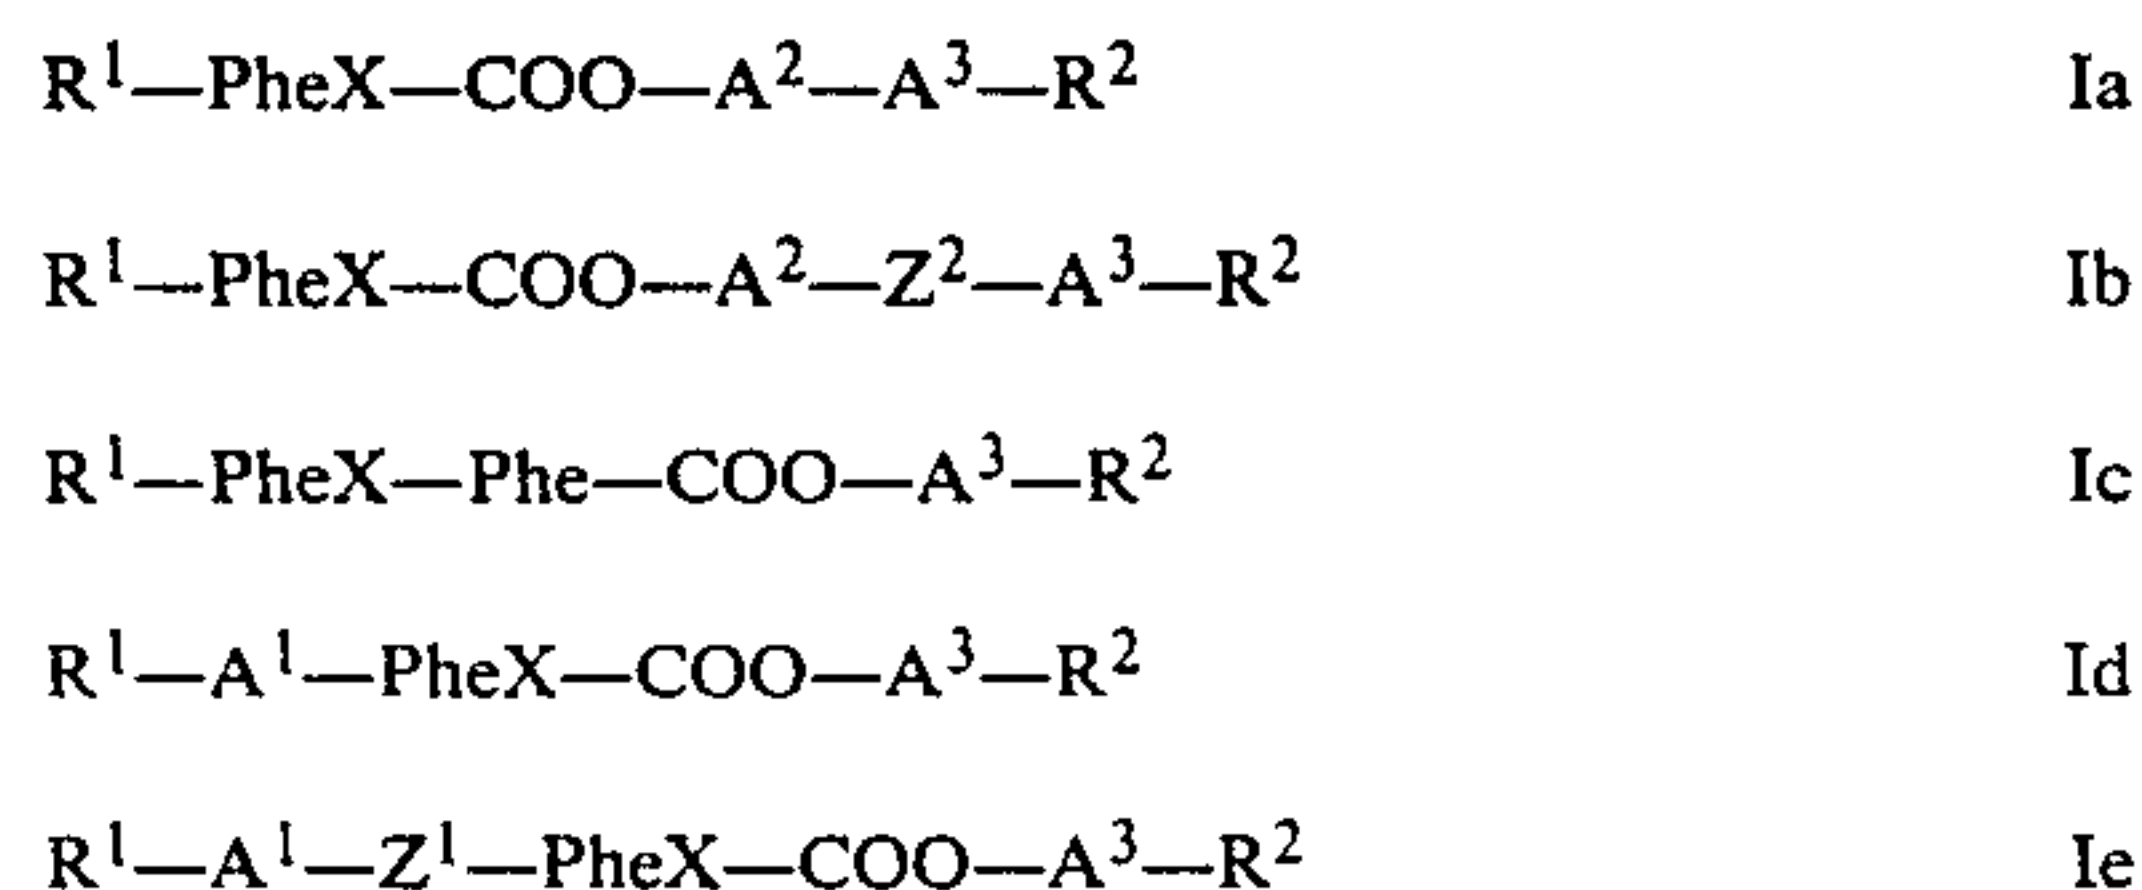 R¹—PheX—COO—A²—A³—R² Ia
R¹—PheX—COO—A²—Z²—A³—R² Ib
R¹—PheX—Phe—COO—A³—R² Ic
R¹—A¹—PheX—COO—A³—R² Id
R¹—A¹—Z¹—PheX—COO—A³—R² Ie